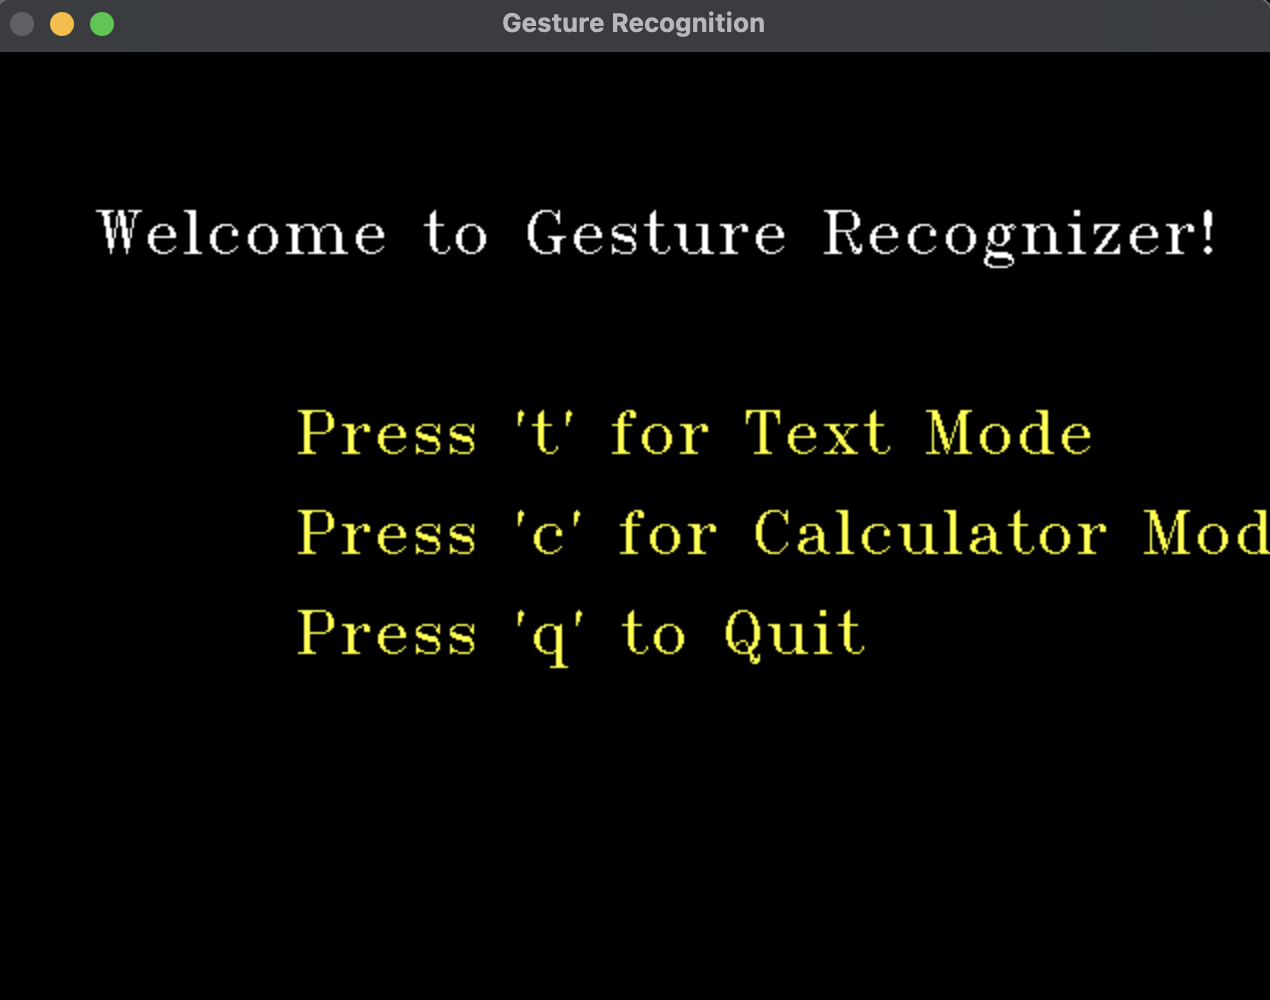 Gesture Recognition
Welcome to Gesture Recognizer!
Press 't' for Text Mode
Press 'c' for Calculator Mod
Press 'q' to Quit